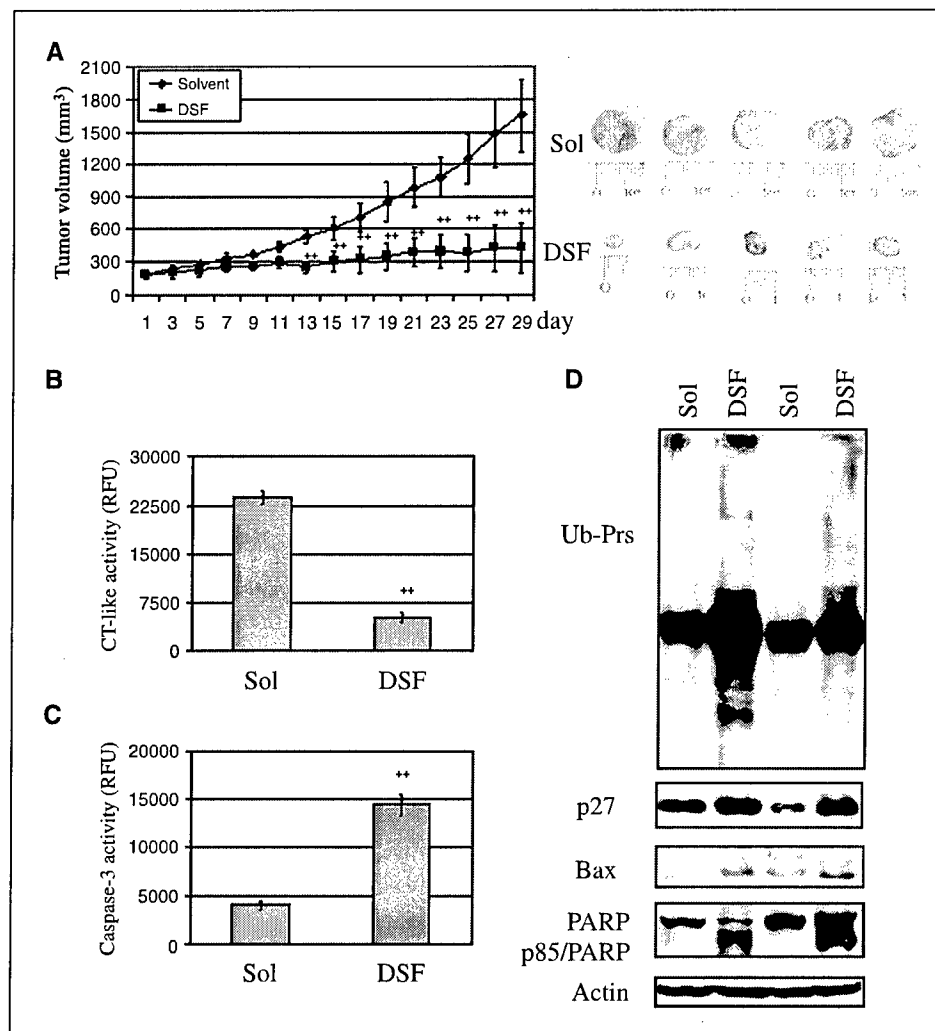 A
Tumor volume (mm³)
2100
1800
1500
1200
900
600
300
0
Solvent
DSF
++ ++ ++ ++ ++ ++ ++ ++ ++
1 3 5 7 9 11 13 15 17 19 21 23 25 27 29 day
Sol
DSF
B
CT-like activity (RFU)
30000
22500
15000
7500
0
++
Sol DSF
C
Caspase-3 activity (RFU)
20000
15000
10000
5000
0
++
Sol DSF
D
Sol DSF Sol DSF
Ub-Prs
p27
Bax
PARP
p85/PARP
Actin